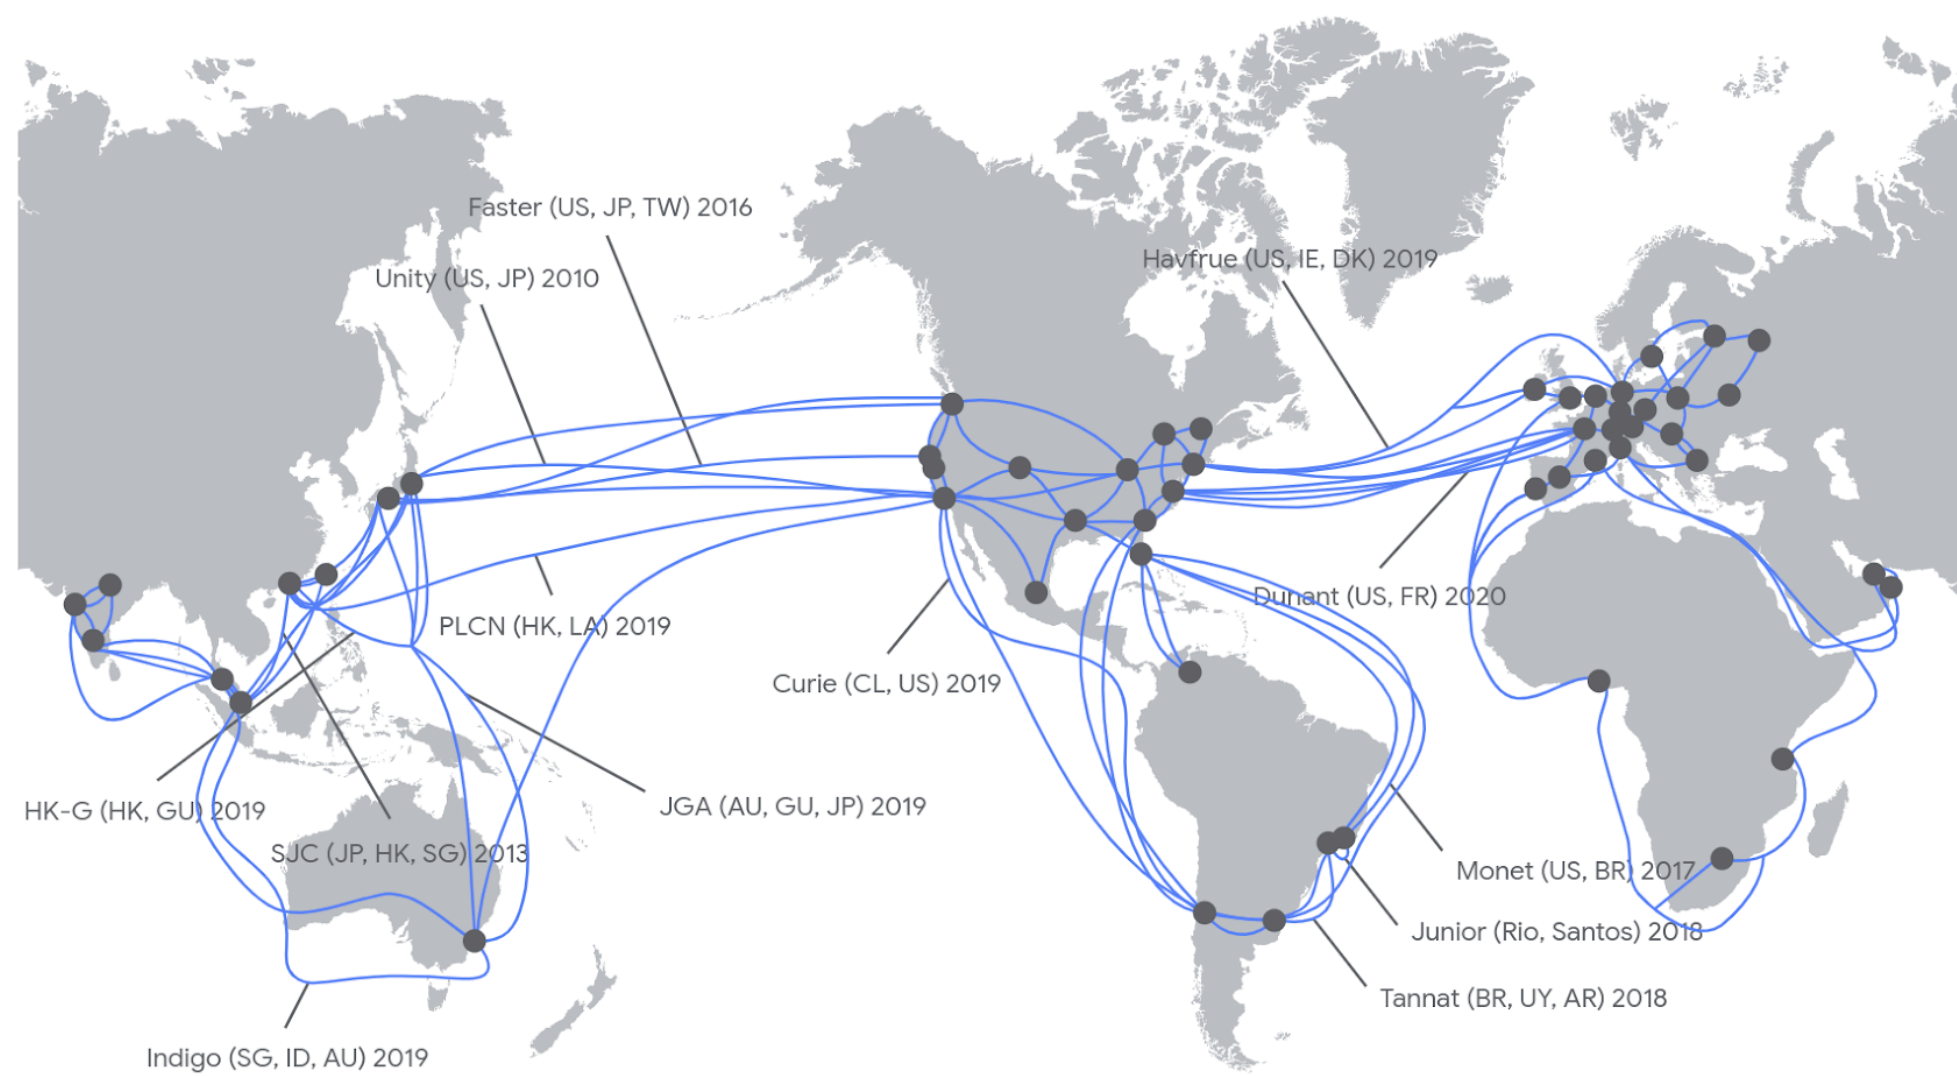 Faster (US, JP, TW) 2016
Havfrue (US, IE, DK) 2019
Unity (US, JP) 2010
Dunant (US, FR) 2020
PLCN (HK, LA) 2019
Curie (CL, US) 2019
HK-G (HK, GU) 2019
JGA (AU, GU, JP) 2019
SJC (JP, HK, SG) 2013
Monet (US, BR) 2017
Junior (Rio, Santos) 2018
Tannat (BR, UY, AR) 2018
Indigo (SG, ID, AU) 2019